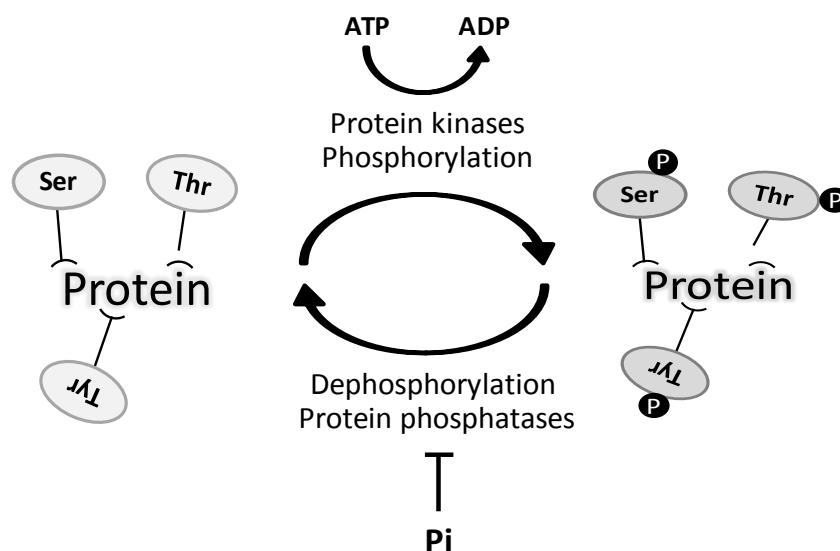 ATP ADP
Protein kinases
Phosphorylation
Ser Thr
Protein
Tyr
P
Ser
Thr P
Protein
Tyr
P
Dephosphorylation
Protein phosphatases
Pi